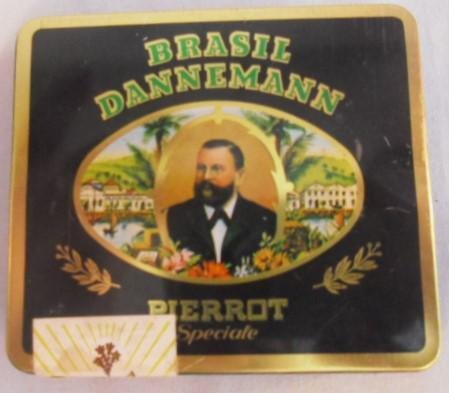 BRASIL
DANNEMANN
PIERROT
Speciale